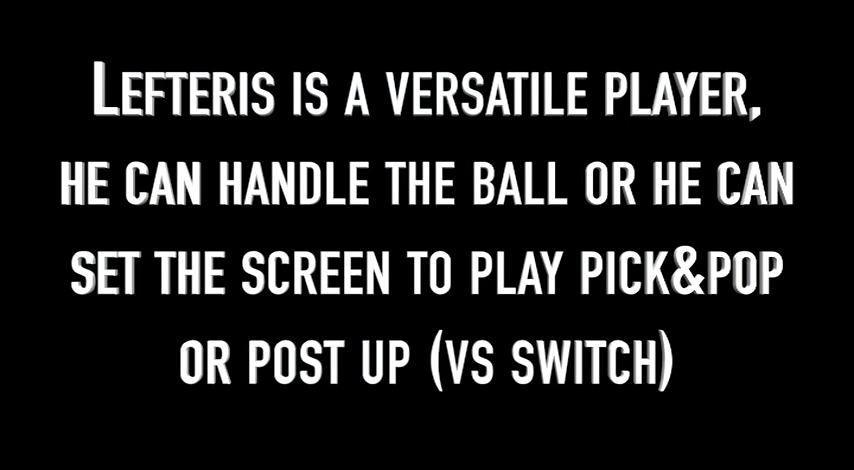 Lefteris is a versatile player,
he can handle the ball or he can
set the screen to play pick&pop
or post up (vs switch)